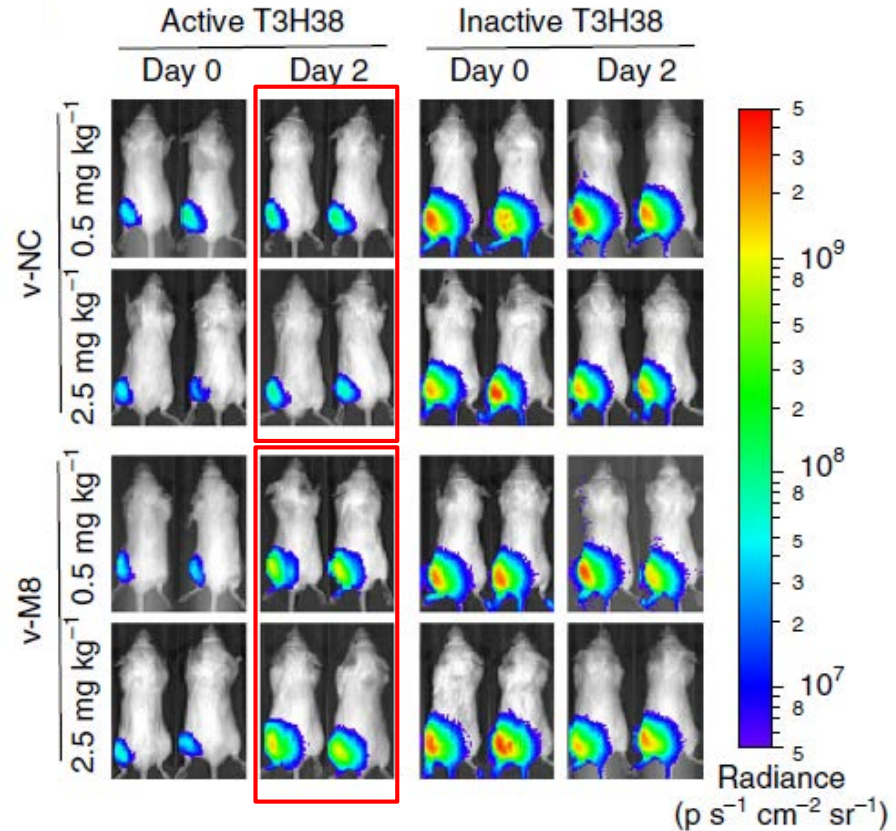 Active T3H38 Inactive T3H38
Day 0 Day 2 Day 0 Day 2
v-NC
0.5 mg kg⁻¹
2.5 mg kg⁻¹
v-M8
0.5 mg kg⁻¹
2.5 mg kg⁻¹
5
3
2
10⁹
8
5
3
2
10⁸
8
5
3
2
10⁷
8
5
Radiance
(p s⁻¹ cm⁻² sr⁻¹)